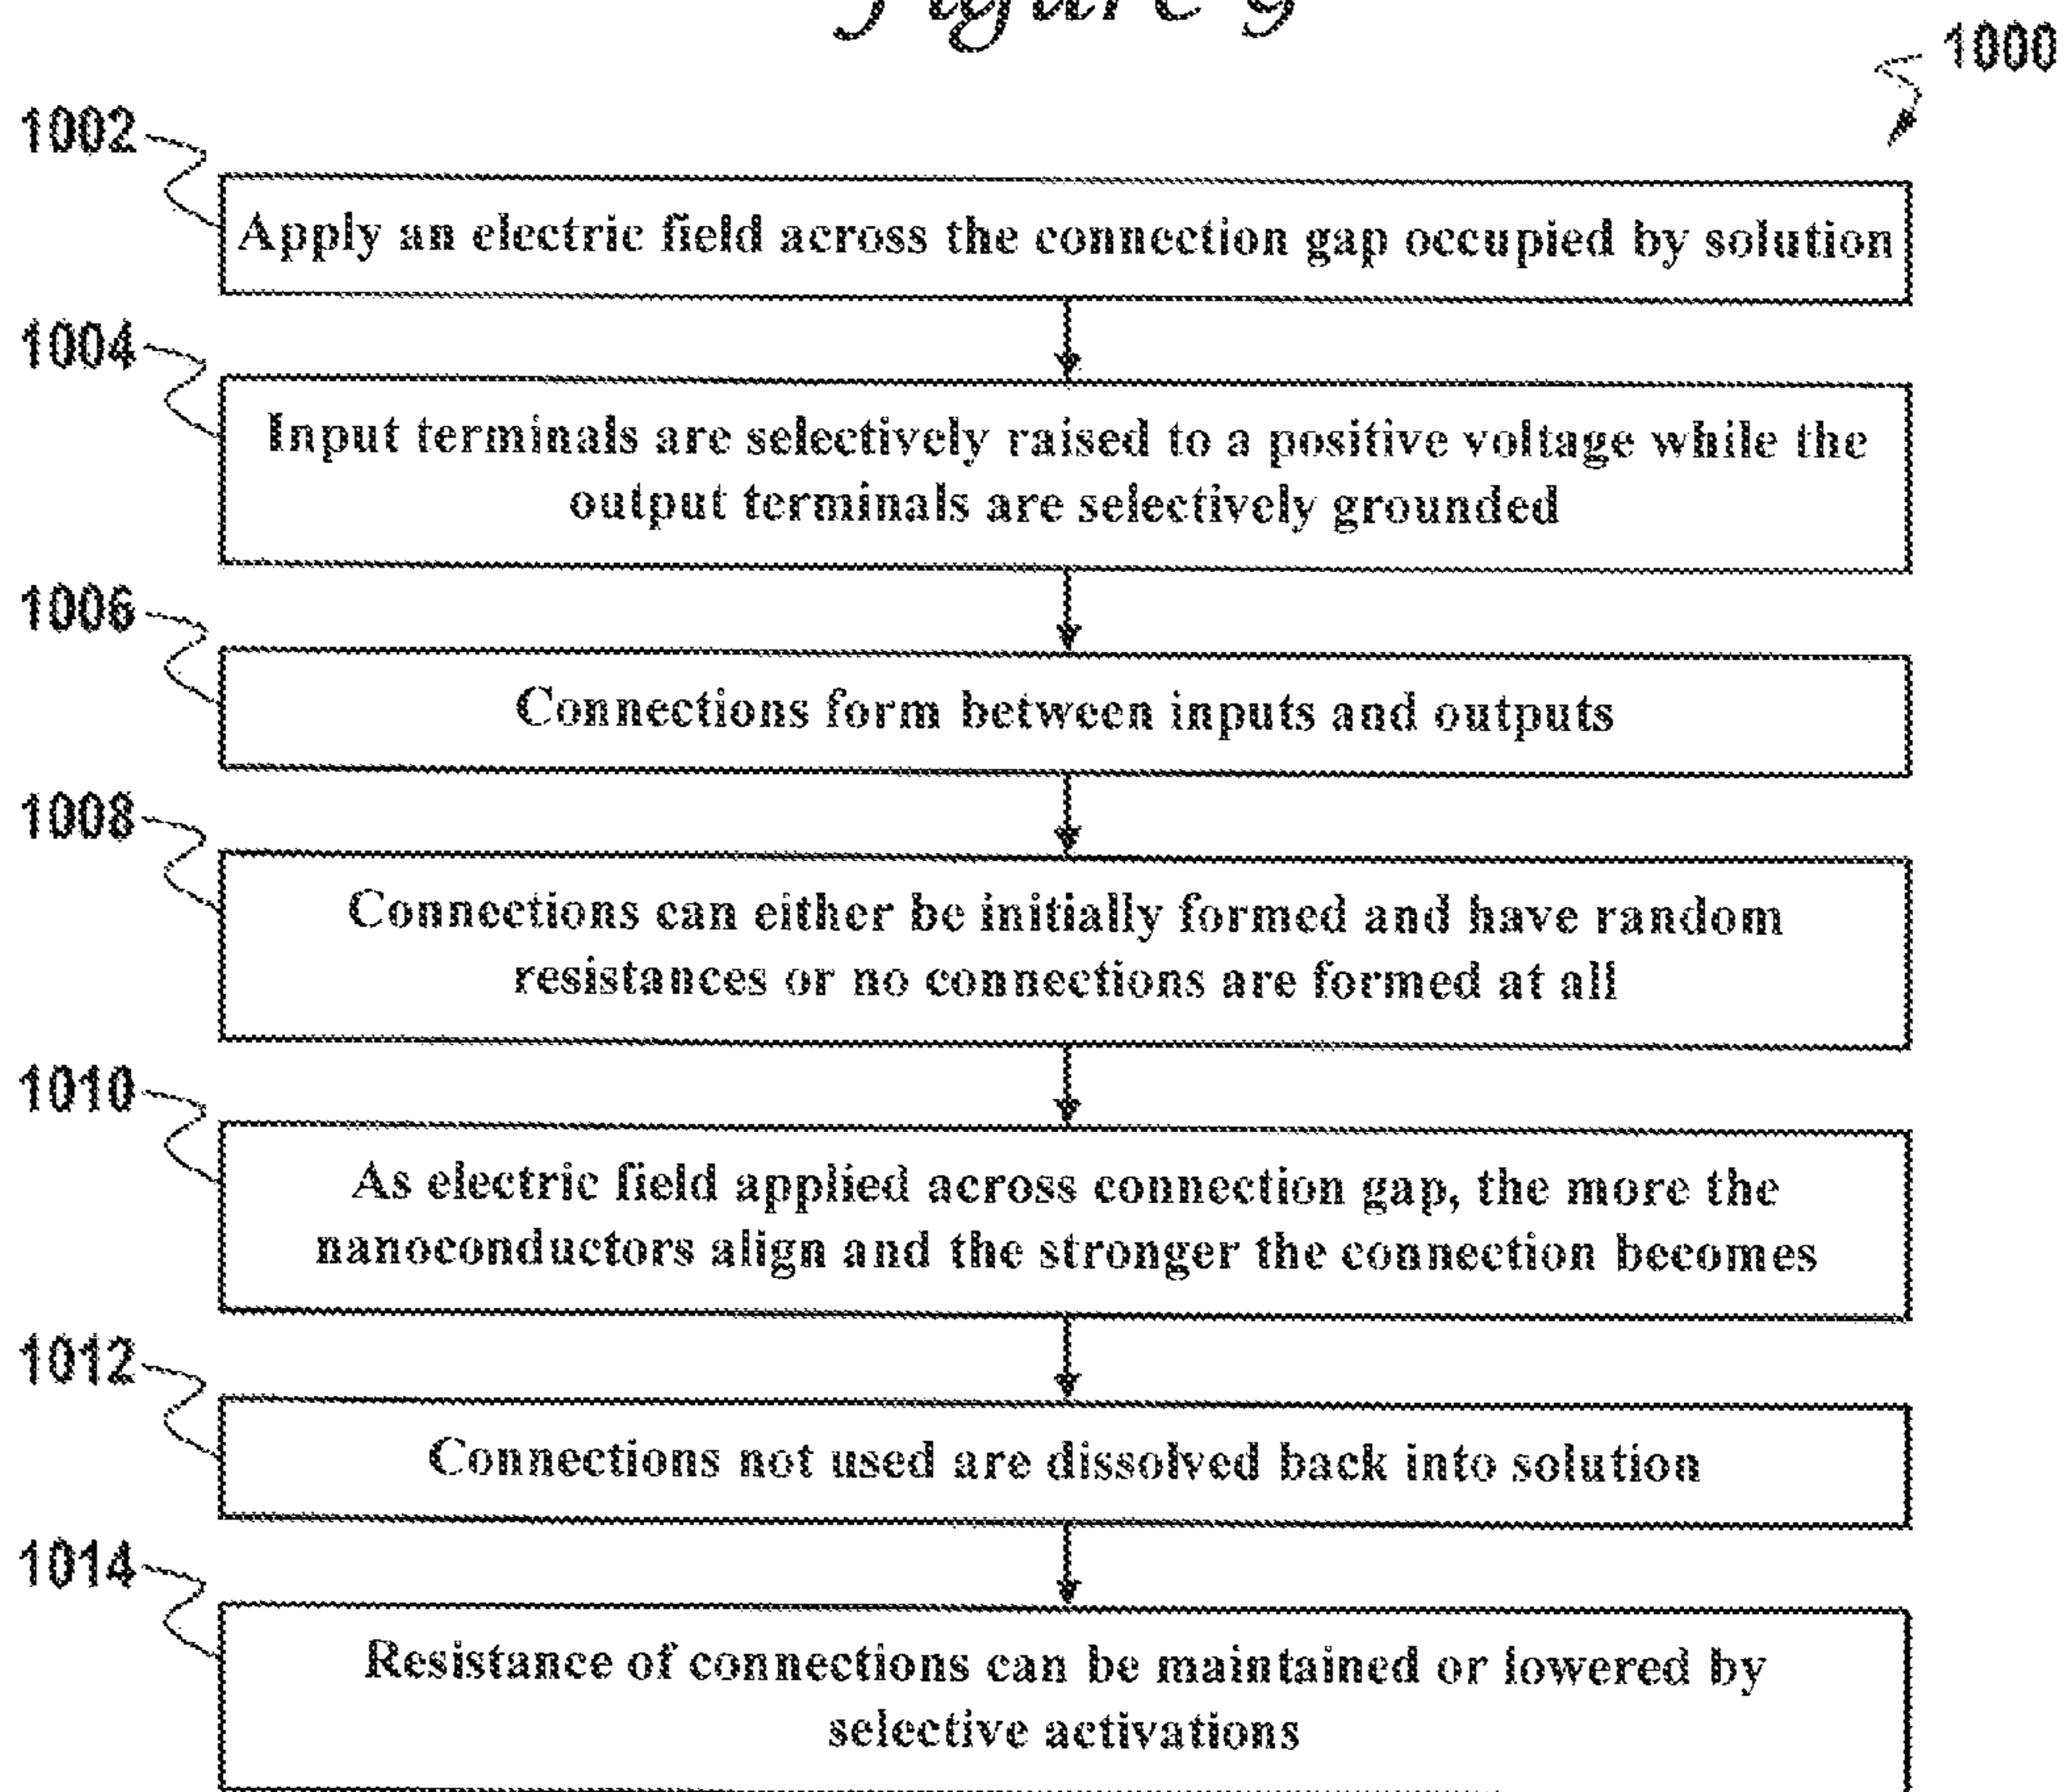 Figure 9
1000
1002
Apply an electric field across the connection gap occupied by solution
1004
Input terminals are selectively raised to a positive voltage while the
output terminals are selectively grounded
1006
Connections form between inputs and outputs
1008
Connections can either be initially formed and have random
resistances or no connections are formed at all
1010
As electric field applied across connection gap, the more the
nanoconductors align and the stronger the connection becomes
1012
Connections not used are dissolved back into solution
1014
Resistance of connections can be maintained or lowered by
selective activations